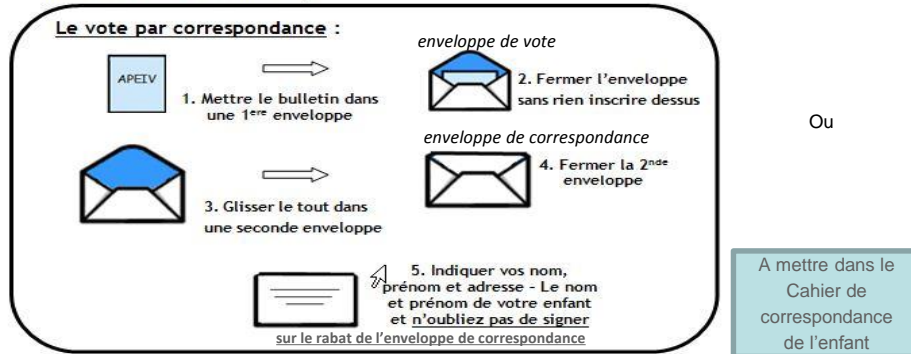 Le vote par correspondance :
APEIV
1. Mettre le bulletin dans
une 1ere enveloppe
enveloppe de vote
2. Fermer l'enveloppe
sans rien inscrire dessus
3. Glisser le tout dans
une seconde enveloppe
enveloppe de correspondance
4. Fermer la 2nde
enveloppe
5. Indiquer vos nom,
prénom et adresse - Le nom
et prénom de votre enfant
et n'oubliez pas de signer
sur le rabat de l'enveloppe de correspondance
Ou
A mettre dans le
Cahier de
correspondance
de l'enfant